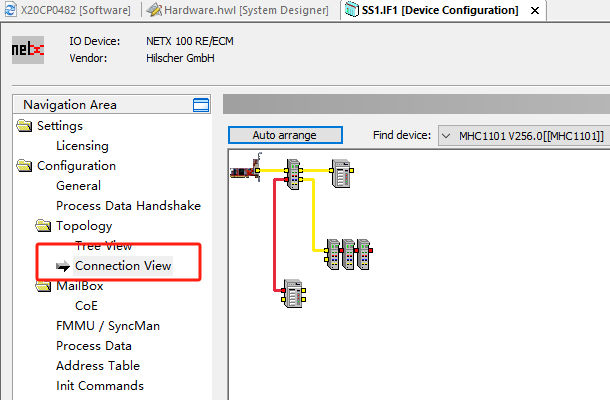 X20CP0482 [Software]
Hardware.hwl [System Designer]
SS1.IF1 [Device Configuration]
netx
IO Device: NETX 100 RE/ECM
Vendor: Hilscher GmbH
Navigation Area
Settings
Licensing
Configuration
General
Process Data Handshake
Topology
Tree View
Connection View
MailBox
CoE
FMMU / SyncMan
Process Data
Address Table
Init Commands
Auto arrange
Find device: MHC1101 V256.0[[MHC1101]]